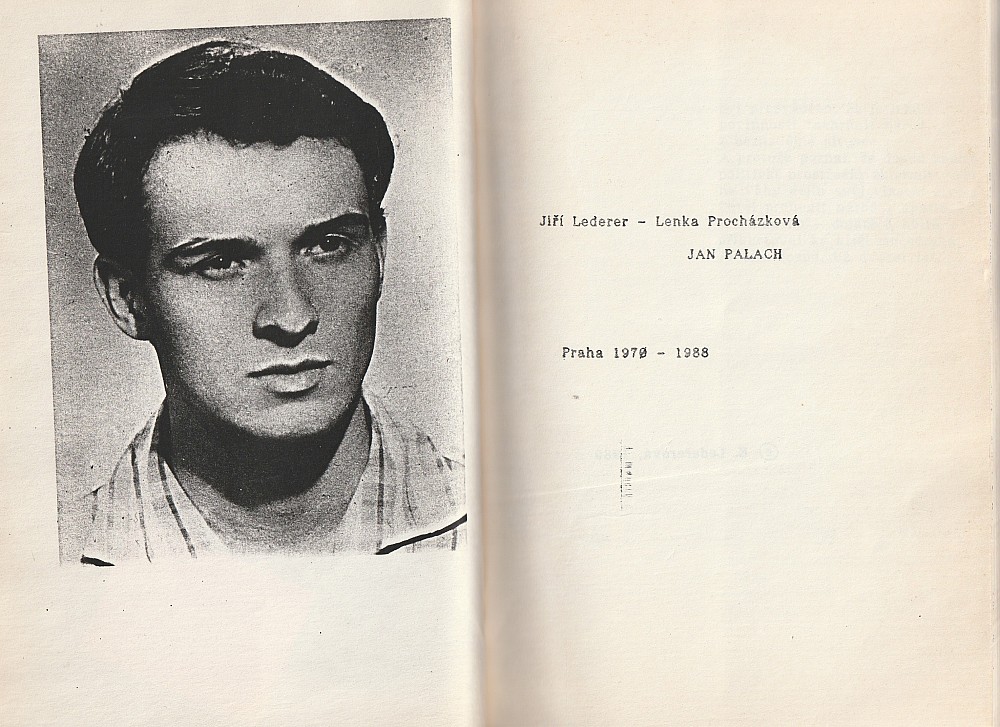 Jiří Lederer - Lenka Procházková
JAN PALACH
Praha 1970 - 1988